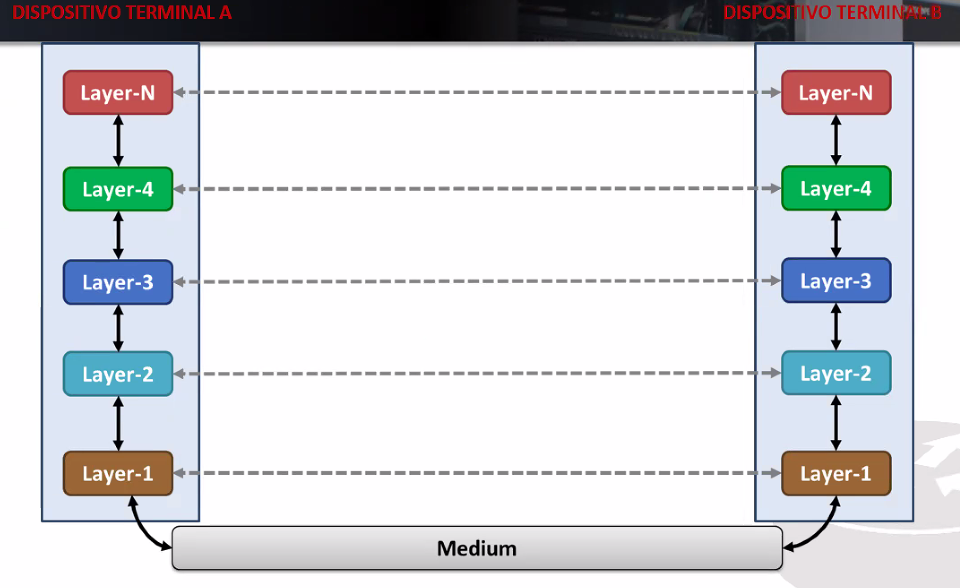 DISPOSITIVO TERMINAL A
DISPOSITIVO TERMINAL B
Layer-N
Layer-N
Layer-4
Layer-4
Layer-3
Layer-3
Layer-2
Layer-2
Layer-1
Layer-1
Medium